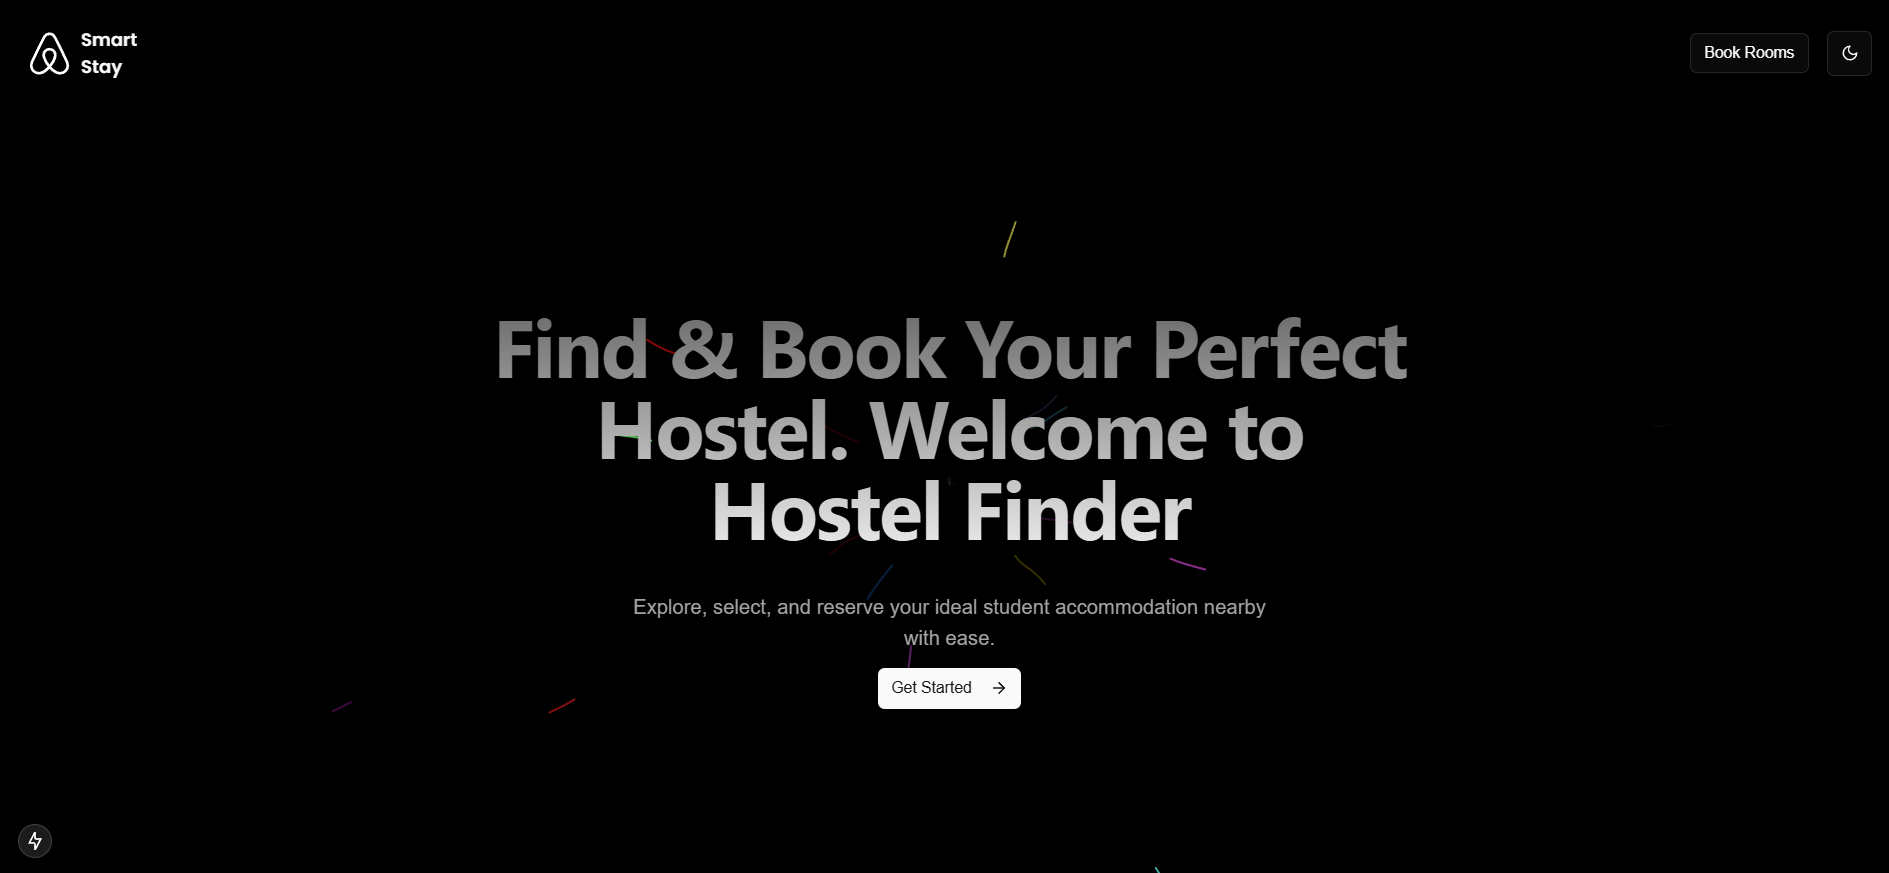 Smart
Stay
Book Rooms
Find & Book Your Perfect
Hostel. Welcome to
Hostel Finder
Explore, select, and reserve your ideal student accommodation nearby
with ease.
Get Started